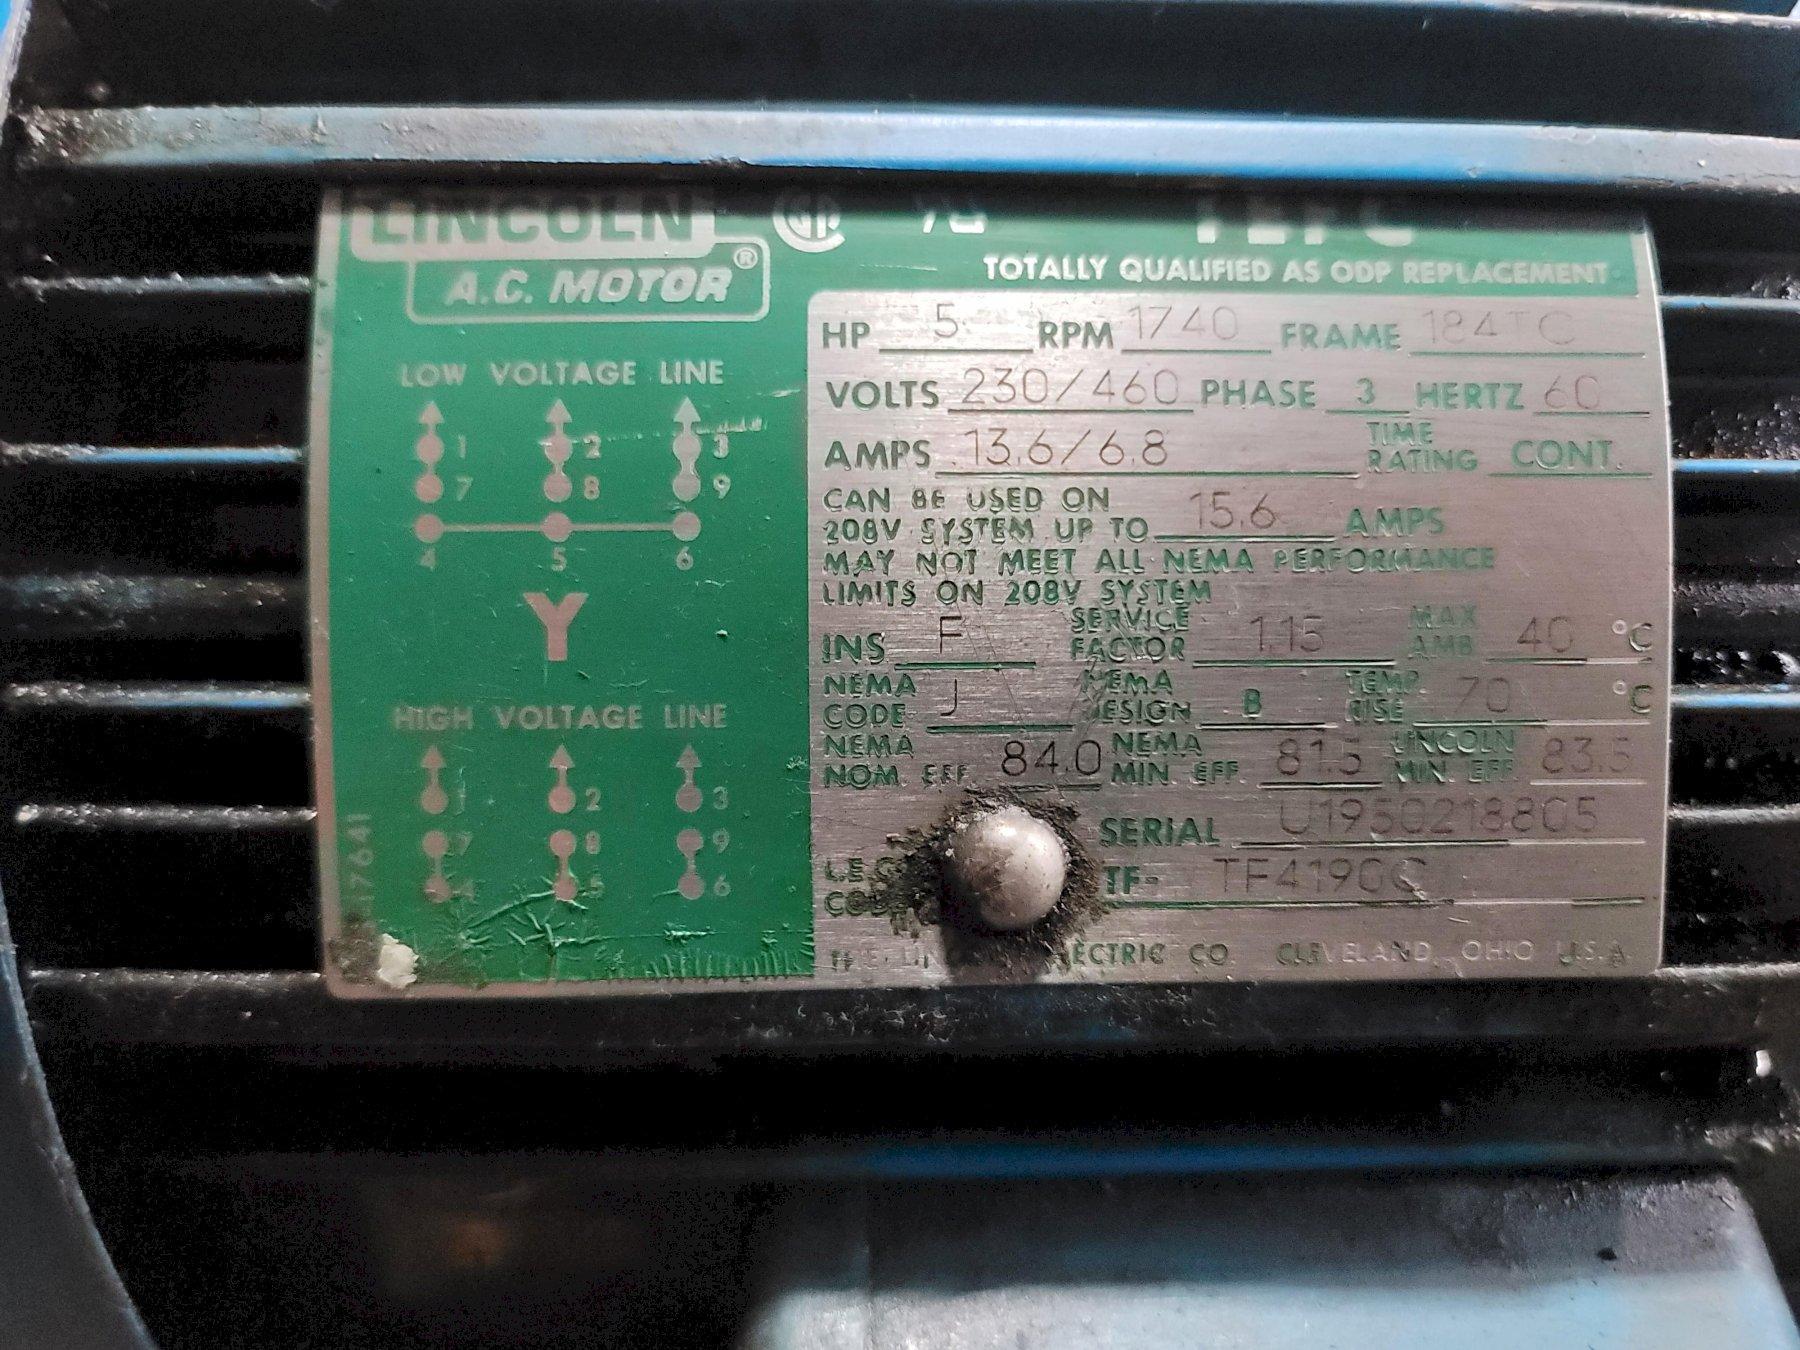 LINCOLN
A.C. MOTOR®
TEFC
TOTALLY QUALIFIED AS ODP REPLACEMENT
LOW VOLTAGE LINE
1 2 3
7 8 9
4 5 6
Y
HIGH VOLTAGE LINE
1 2 3
7 8 9
4 5 6
HP 5 RPM 1740 FRAME 184TC
VOLTS 230/460 PHASE 3 HERTZ 60
AMPS 13.6/6.8 TIME RATING CONT.
CAN BE USED ON
208V SYSTEM UP TO 15.6 AMPS
MAY NOT MEET ALL NEMA PERFORMANCE
LIMITS ON 208V SYSTEM
INS F SERVICE FACTOR 1.15 MAX AMB 40 °C
NEMA CODE J NEMA DESIGN B TEMP. RISE 70 °C
NEMA NOM EFF. 84.0 NEMA MIN. EFF. 81.5 LINCOLN MIN. EFF. 83.5
SERIAL U1950218805
TF- TF4190C
CO. CLEVELAND, OHIO U.S.A.